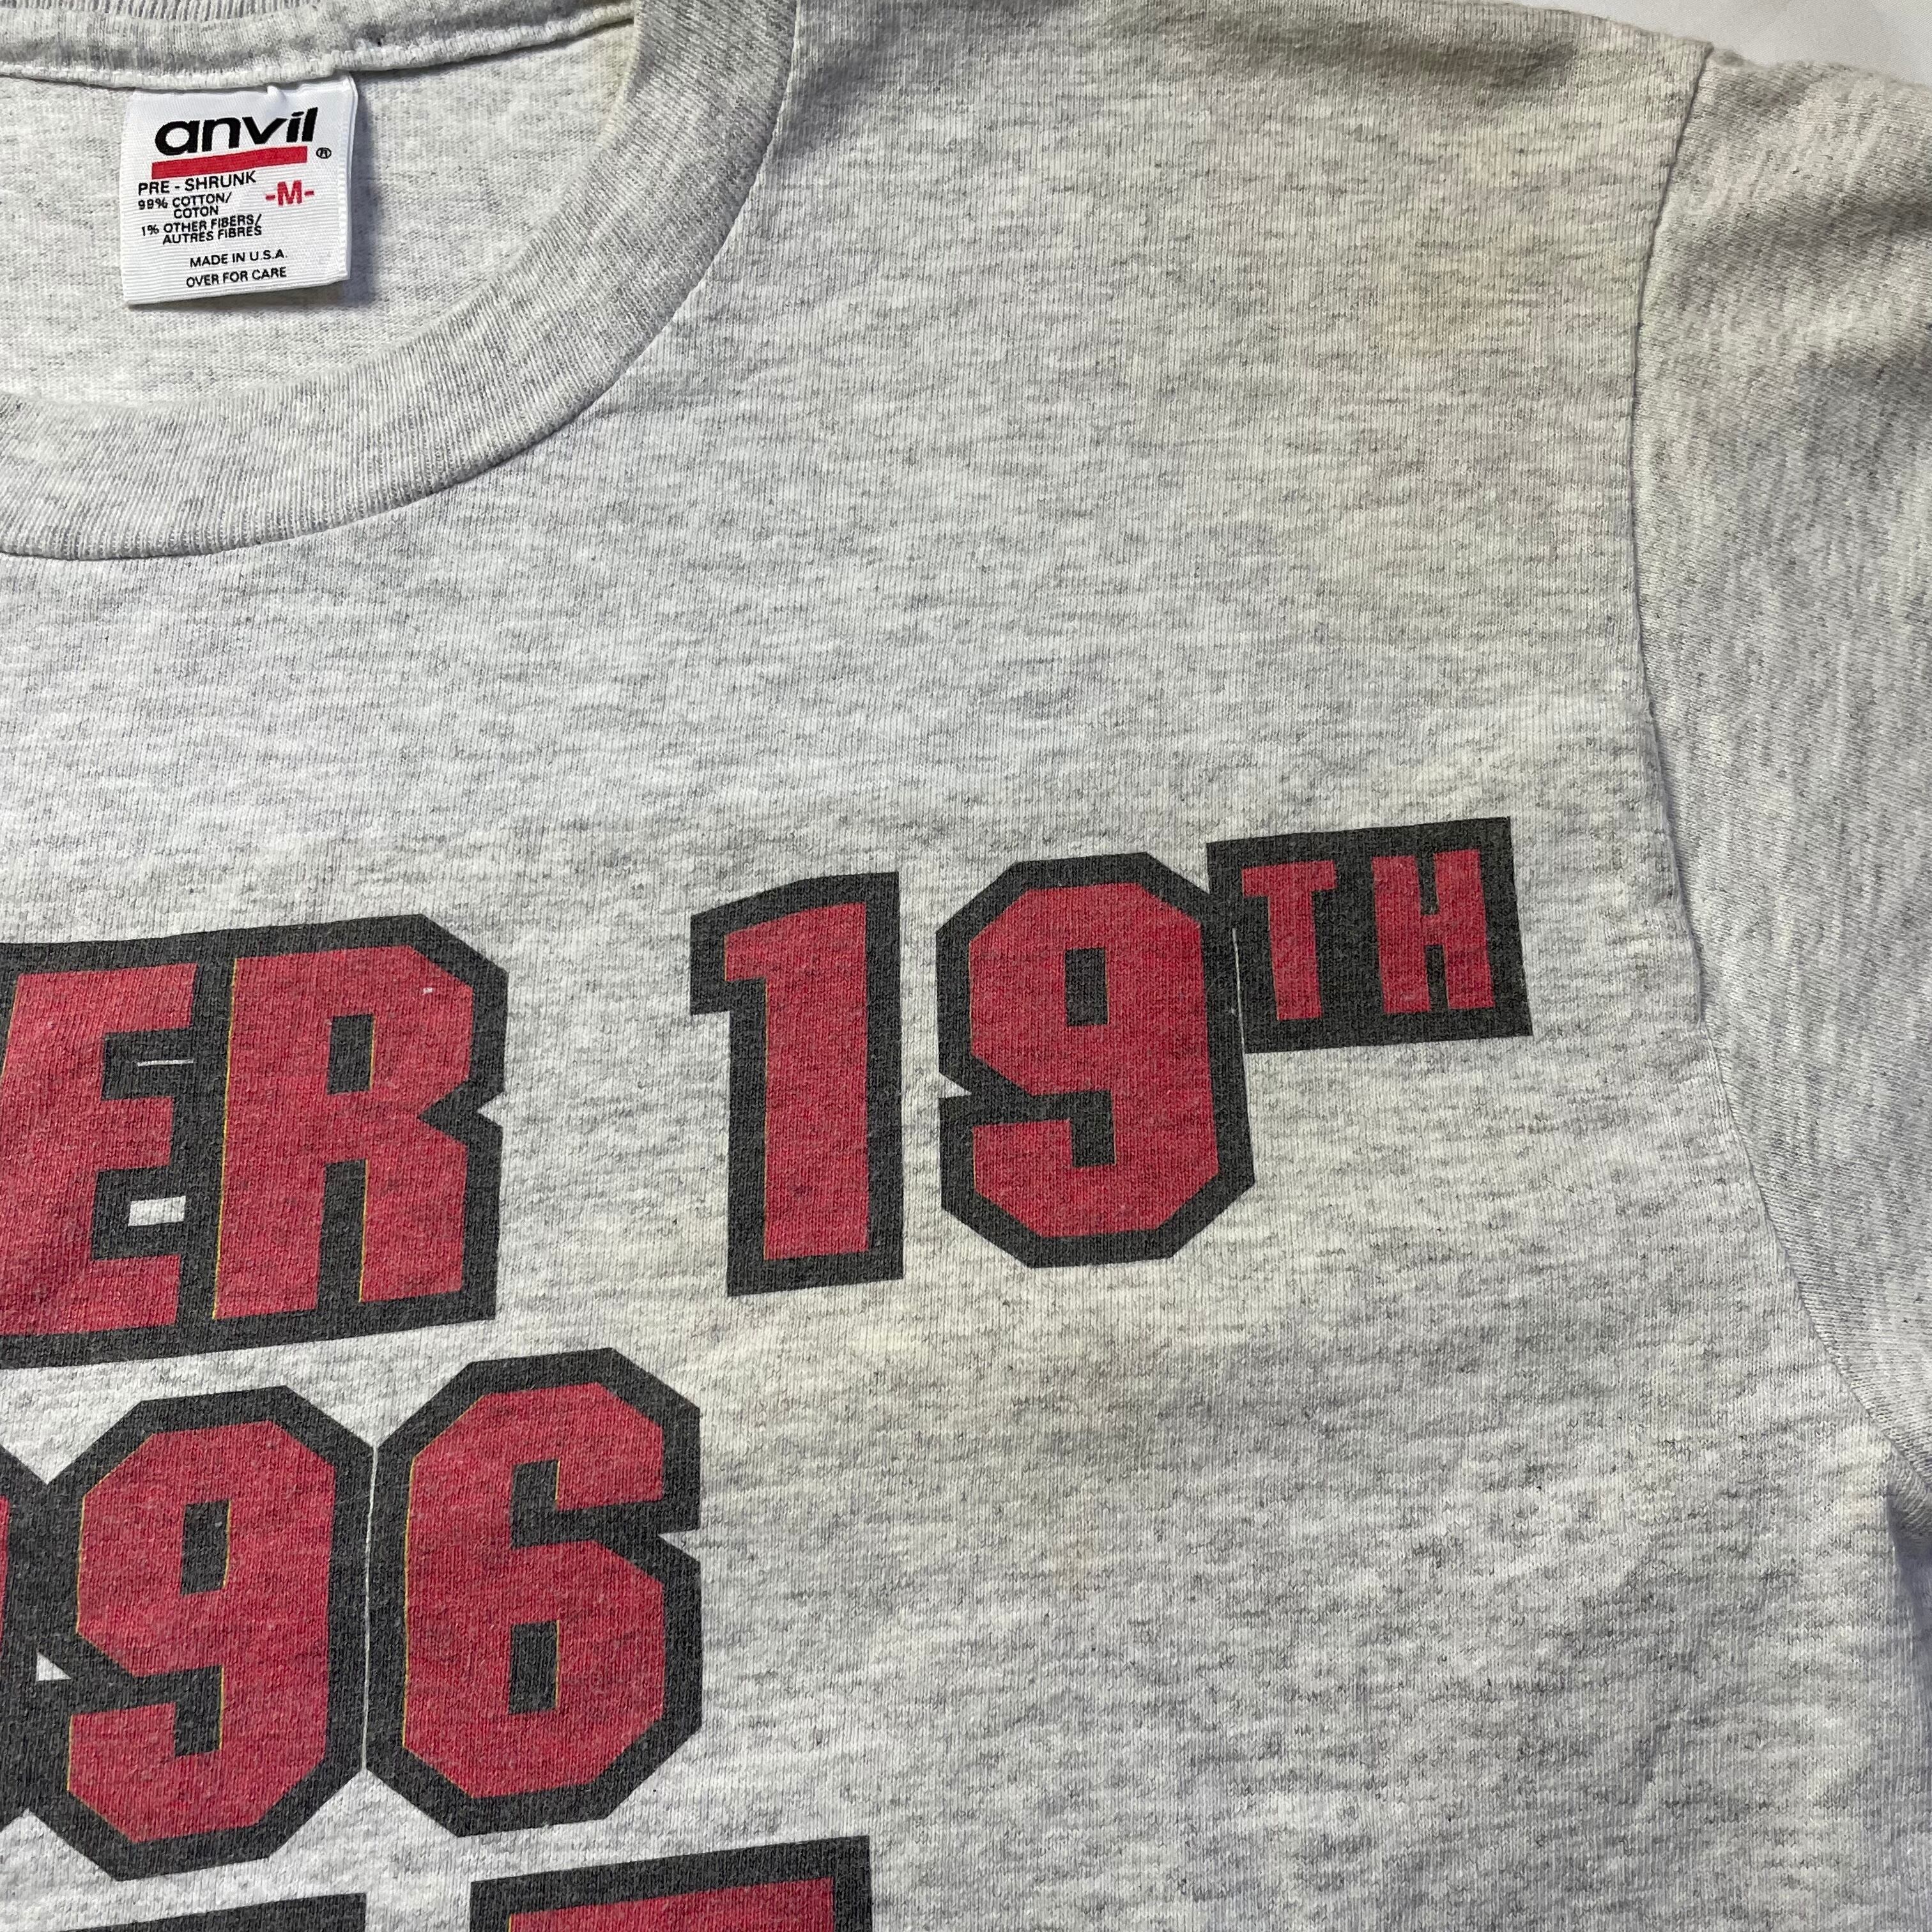 anvil ®
PRE - SHRUNK
-M-
99% COTTON/
COTON
1% OTHER FIBERS/
AUTRES FIBRES
MADE IN U.S.A.
OVER FOR CARE
ER 19TH
96